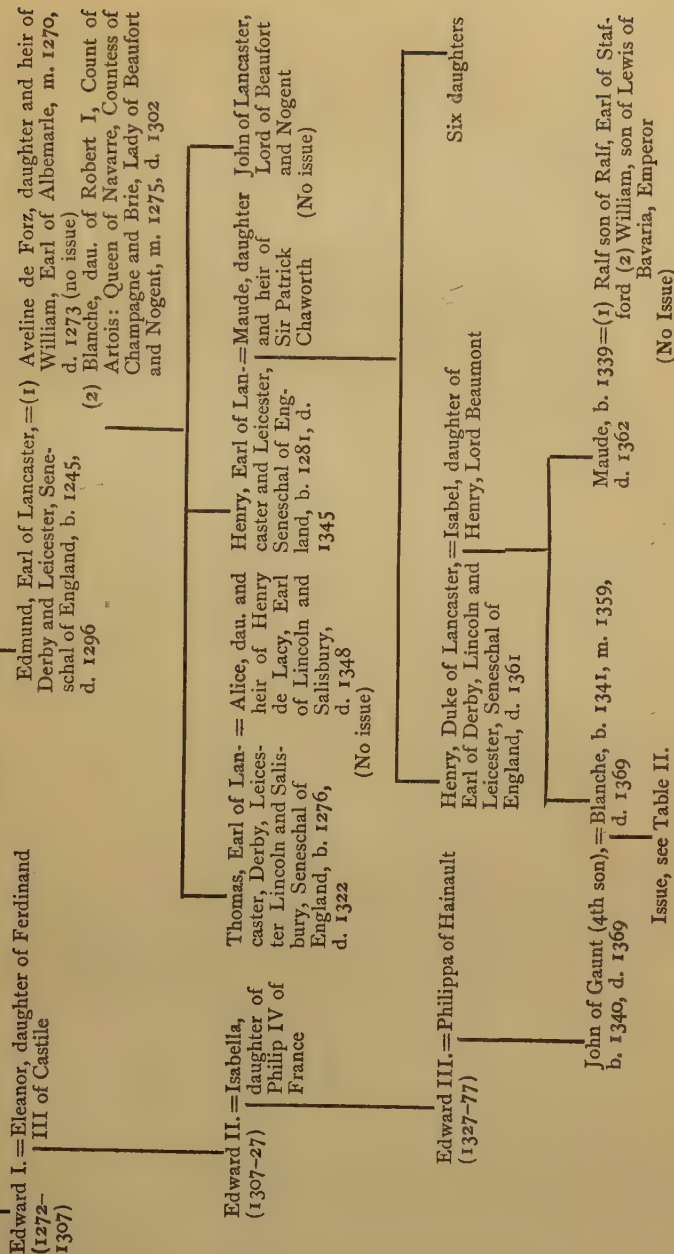 Edward I.=Eleanor, daughter of Ferdinand
(1272– III of Castile
1307)
Edmund, Earl of Lancaster,=(1) Aveline de Forz, daughter and heir of
Derby and Leicester, Sene- William, Earl of Albemarle, m. 1270,
schal of England, b. 1245, d. 1273 (no issue)
d. 1296 (2) Blanche, dau. of Robert I, Count of
Artois: Queen of Navarre, Countess of
Champagne and Brie, Lady of Beaufort
and Nogent, m. 1275, d. 1302
Edward II.=Isabella,
(1307–27) daughter of
Philip IV of
France
Thomas, Earl of Lan-
caster, Derby, Leices-
ter Lincoln and Salis-
bury, Seneschal of
England, b. 1276,
d. 1322
= Alice, dau. and
heir of Henry
de Lacy, Earl
of Lincoln and
Salisbury,
d. 1348
(No issue)
Henry, Earl of Lan-
caster and Leicester,
Seneschal of Eng-
land, b. 1281, d.
1345
=Maude, daughter
and heir of
Sir Patrick
Chaworth
John of Lancaster,
Lord of Beaufort
and Nogent
(No issue)
Edward III.=Philippa of Hainault
(1327–77)
Henry, Duke of Lancaster,
Earl of Derby, Lincoln and
Leicester, Seneschal of
England, d. 1361
=Isabel, daughter of
Henry, Lord Beaumont
Six daughters
John of Gaunt (4th son),=Blanche, b. 1341, m. 1359,
b. 1340, d. 1369 d. 1369
Issue, see Table II.
Maude, b. 1339=(1) Ralf son of Ralf, Earl of Staf-
d. 1362 ford (2) William, son of Lewis of
Bavaria, Emperor
(No Issue)